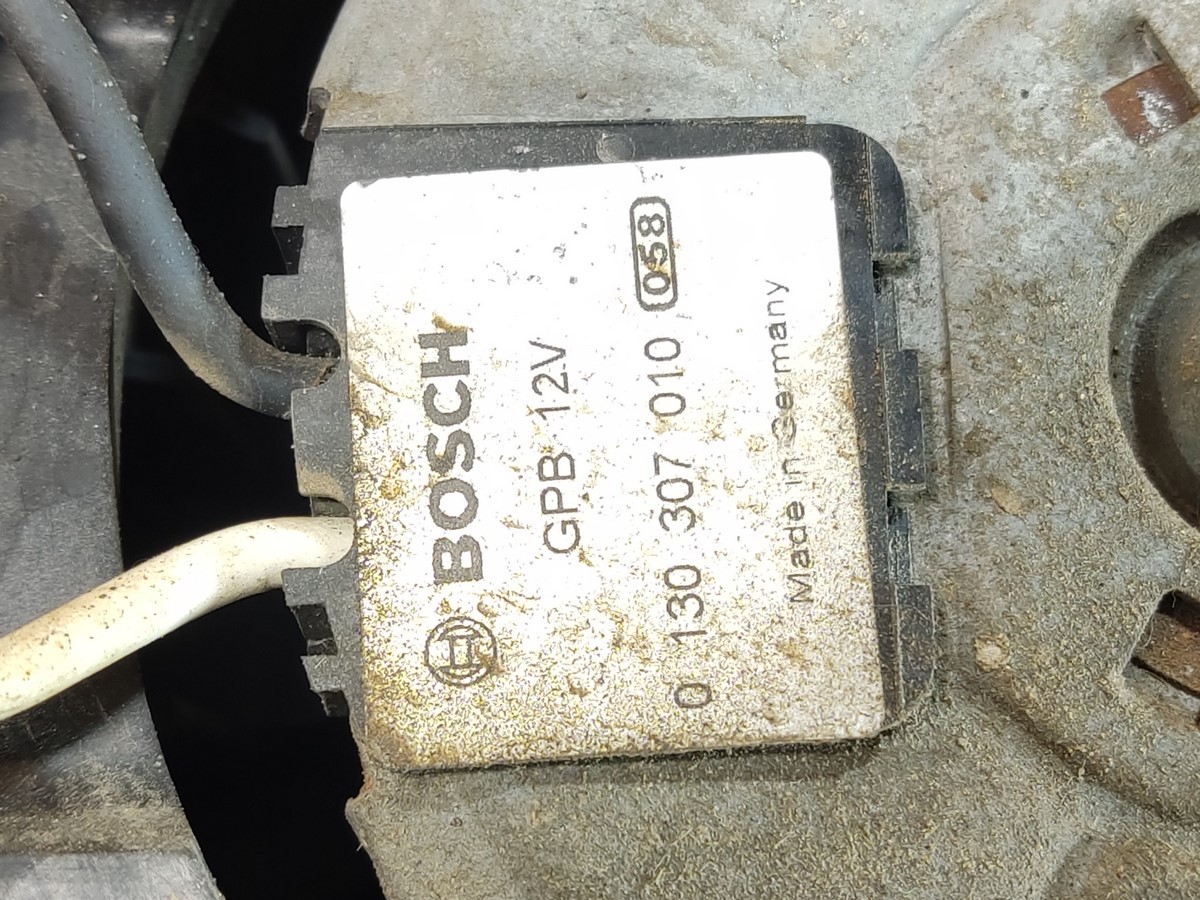 BOSCH
GPB 12V
0 130 307 010 058
Made in Germany